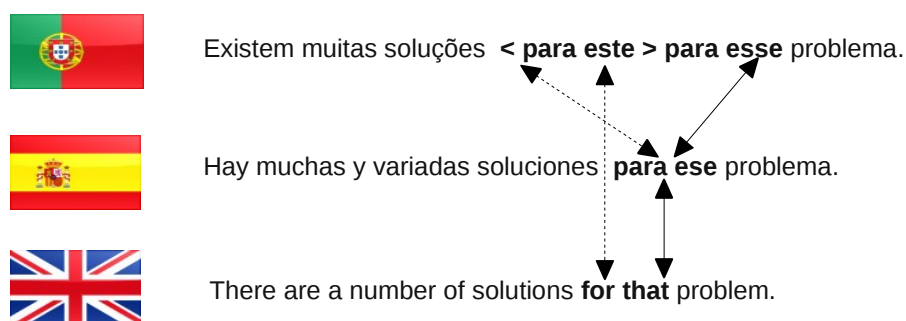 Existem muitas soluções < para este > para esse problema.
Hay muchas y variadas soluciones para ese problema.
There are a number of solutions for that problem.